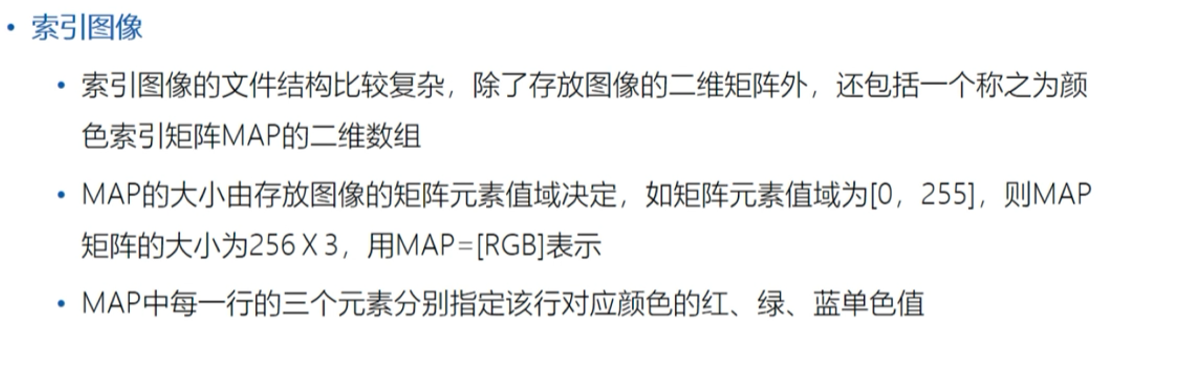 • 索引图像
• 索引图像的文件结构比较复杂，除了存放图像的二维矩阵外，还包括一个称之为颜
色索引矩阵MAP的二维数组
• MAP的大小由存放图像的矩阵元素值域决定，如矩阵元素值域为[0，255]，则MAP
矩阵的大小为256Ⅹ3，用MAP=[RGB]表示
• MAP中每一行的三个元素分别指定该行对应颜色的红、绿、蓝单色值